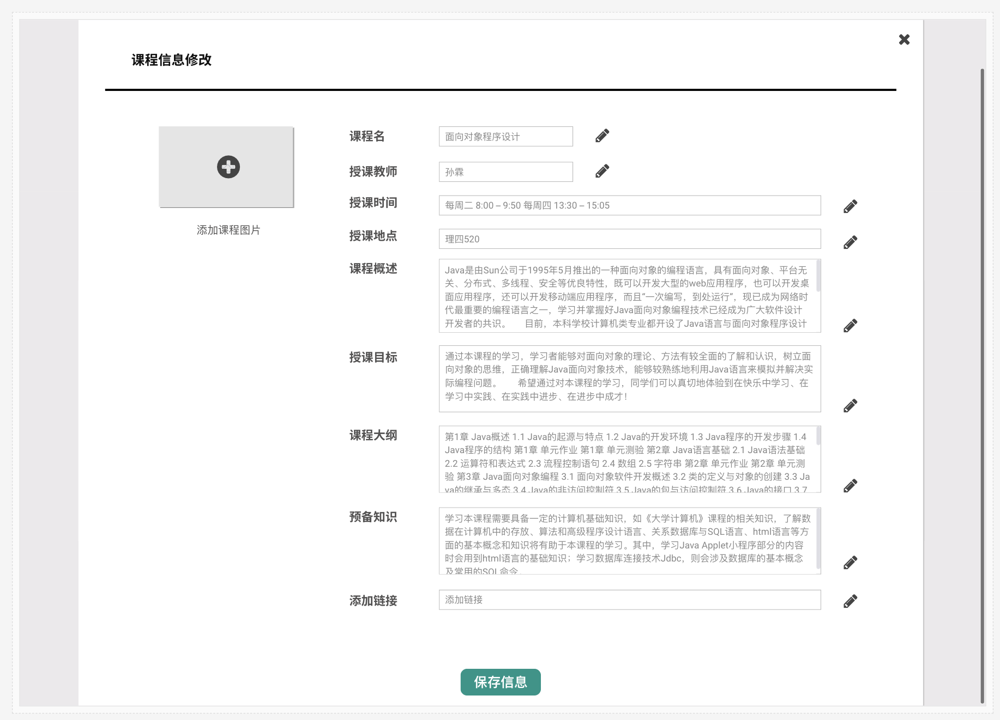 课程信息修改
添加课程图片
课程名
面向对象程序设计
授课教师
孙霖
授课时间
每周二 8:00 – 9:50 每周四 13:30 – 15:05
授课地点
理四520
课程概述
Java是由Sun公司于1995年5月推出的一种面向对象的编程语言，具有面向对象、平台无
关、分布式、多线程、安全等优良特性，既可以开发大型的web应用程序，也可以开发桌
面应用程序，还可以开发移动端应用程序，而且“一次编写，到处运行”，现已成为网络时
代最重要的编程语言之一，学习并掌握好Java面向对象编程技术已经成为广大软件设计
开发者的共识。 目前，本科学校计算机类专业都开设了Java语言与面向对象程序设计
授课目标
通过本课程的学习，学习者能够对面向对象的理论、方法有较全面的了解和认识，树立面
向对象的思维，正确理解Java面向对象技术，能够较熟练地利用Java语言来模拟并解决实
际编程问题。 希望通过对本课程的学习，同学们可以真切地体验到在快乐中学习、在
学习中实践、在实践中进步、在进步中成才！
课程大纲
第1章 Java概述 1.1 Java的起源与特点 1.2 Java的开发环境 1.3 Java程序的开发步骤 1.4
Java程序的结构 第1章 单元作业 第1章 单元测验 第2章 Java语言基础 2.1 Java语法基础
2.2 运算符和表达式 2.3 流程控制语句 2.4 数组 2.5 字符串 第2章 单元作业 第2章 单元测
验 第3章 Java面向对象编程 3.1 面向对象软件开发概述 3.2 类的定义与对象的创建 3.3 Ja
va的继承与多态 3.4 Java的非访问控制符 3.5 Java的包与访问控制符 3.6 Java的接口 3.7
预备知识
学习本课程需要具备一定的计算机基础知识，如《大学计算机》课程的相关知识，了解数
据在计算机中的存放、算法和高级程序设计语言、关系数据库与SQL语言、html语言等方
面的基本概念和知识将有助于本课程的学习。其中，学习Java Applet小程序部分的内容
时会用到html语言的基础知识；学习数据库连接技术Jdbc，则会涉及数据库的基本概念
及常用的SQL命令。
添加链接
添加链接
保存信息